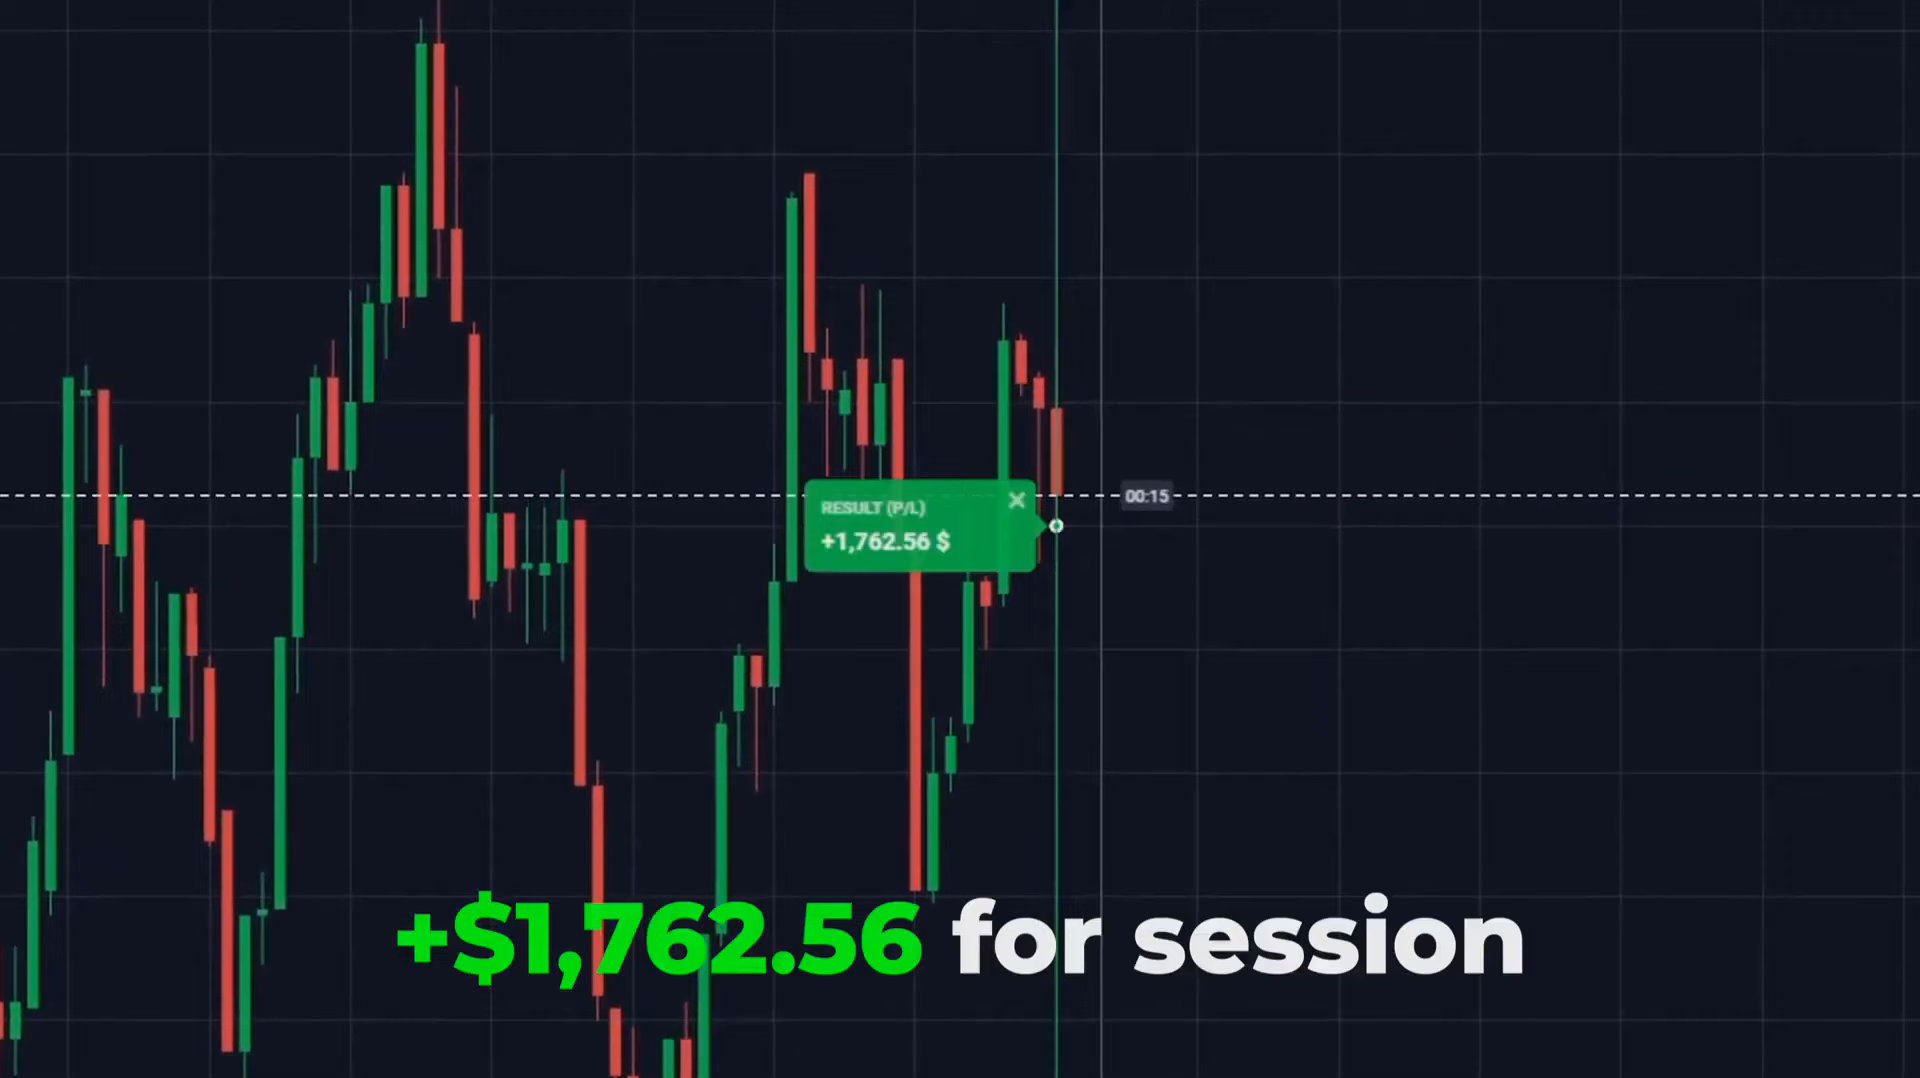 RESULT (P/L)
+1,762.56 $
00:15
+$1,762.56 for session